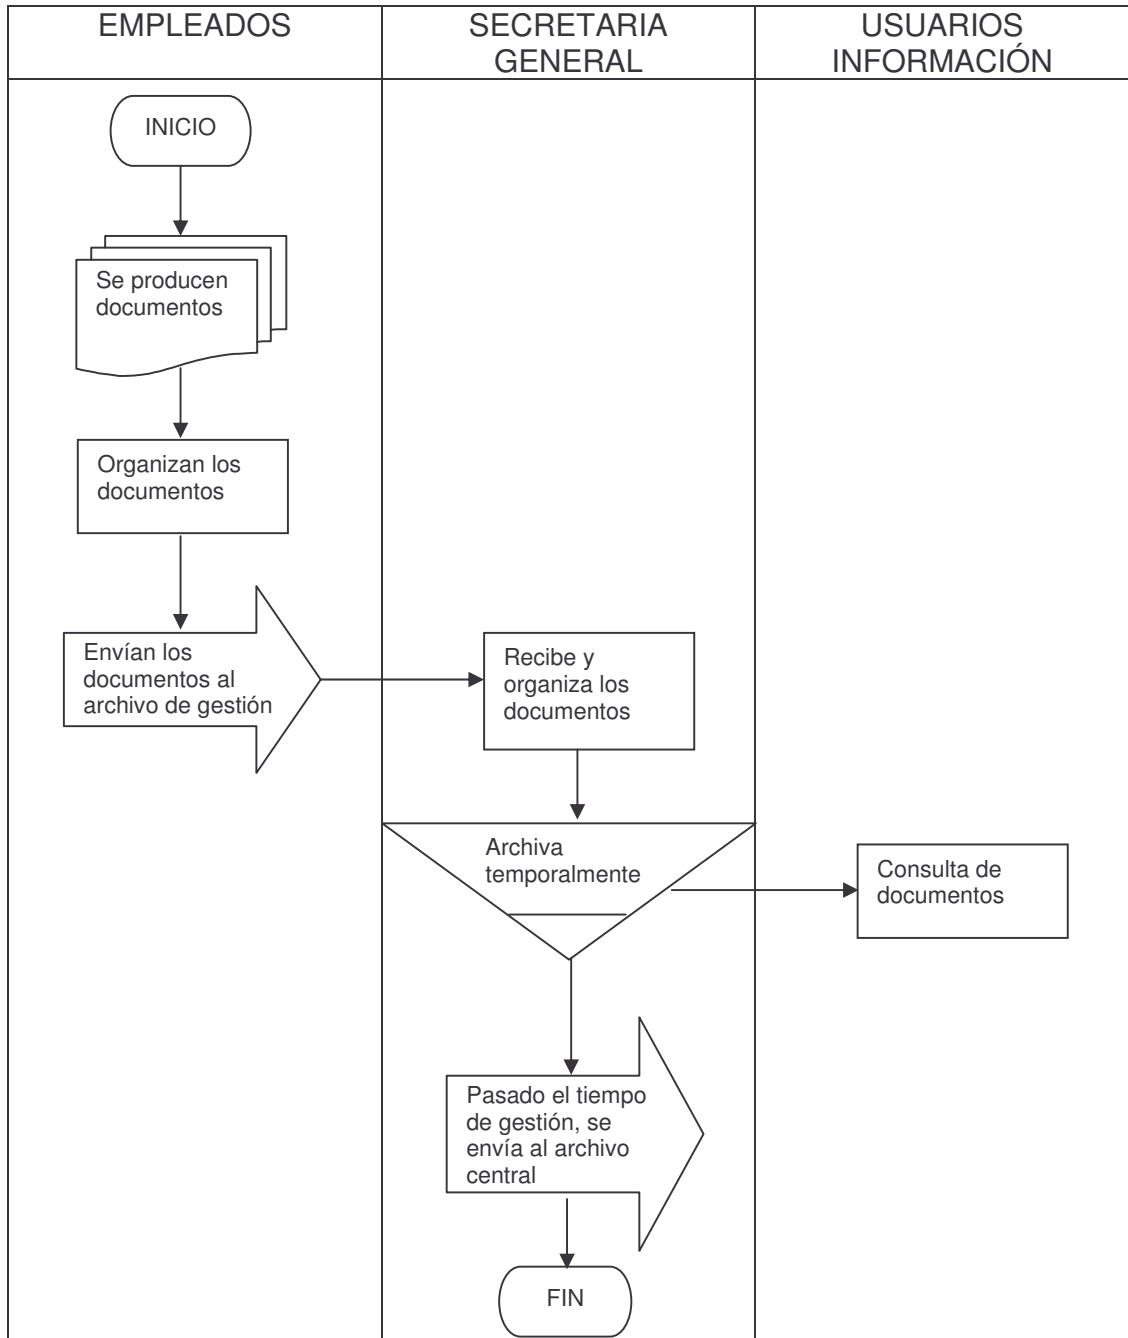 EMPLEADOS
SECRETARIA
GENERAL
USUARIOS
INFORMACIÓN
INICIO
Se producen
documentos
Organizan los
documentos
Envían los
documentos al
archivo de gestión
Recibe y
organiza los
documentos
Archiva
temporalmente
Consulta de
documentos
Pasado el tiempo
de gestión, se
envía al archivo
central
FIN